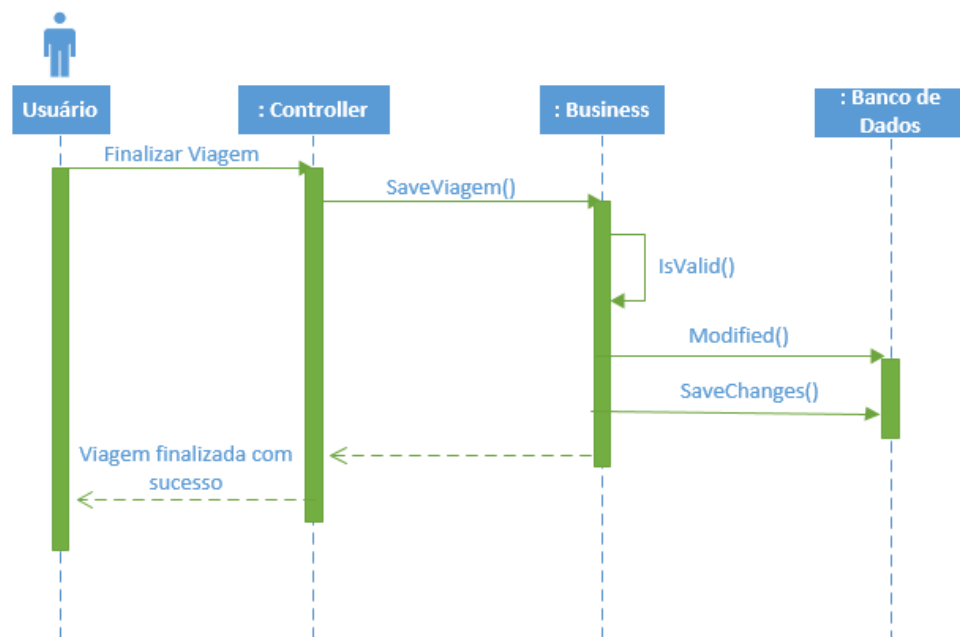 Usuário
: Controller
: Business
: Banco de
Dados
Finalizar Viagem
SaveViagem()
IsValid()
Modified()
SaveChanges()
Viagem finalizada com
sucesso